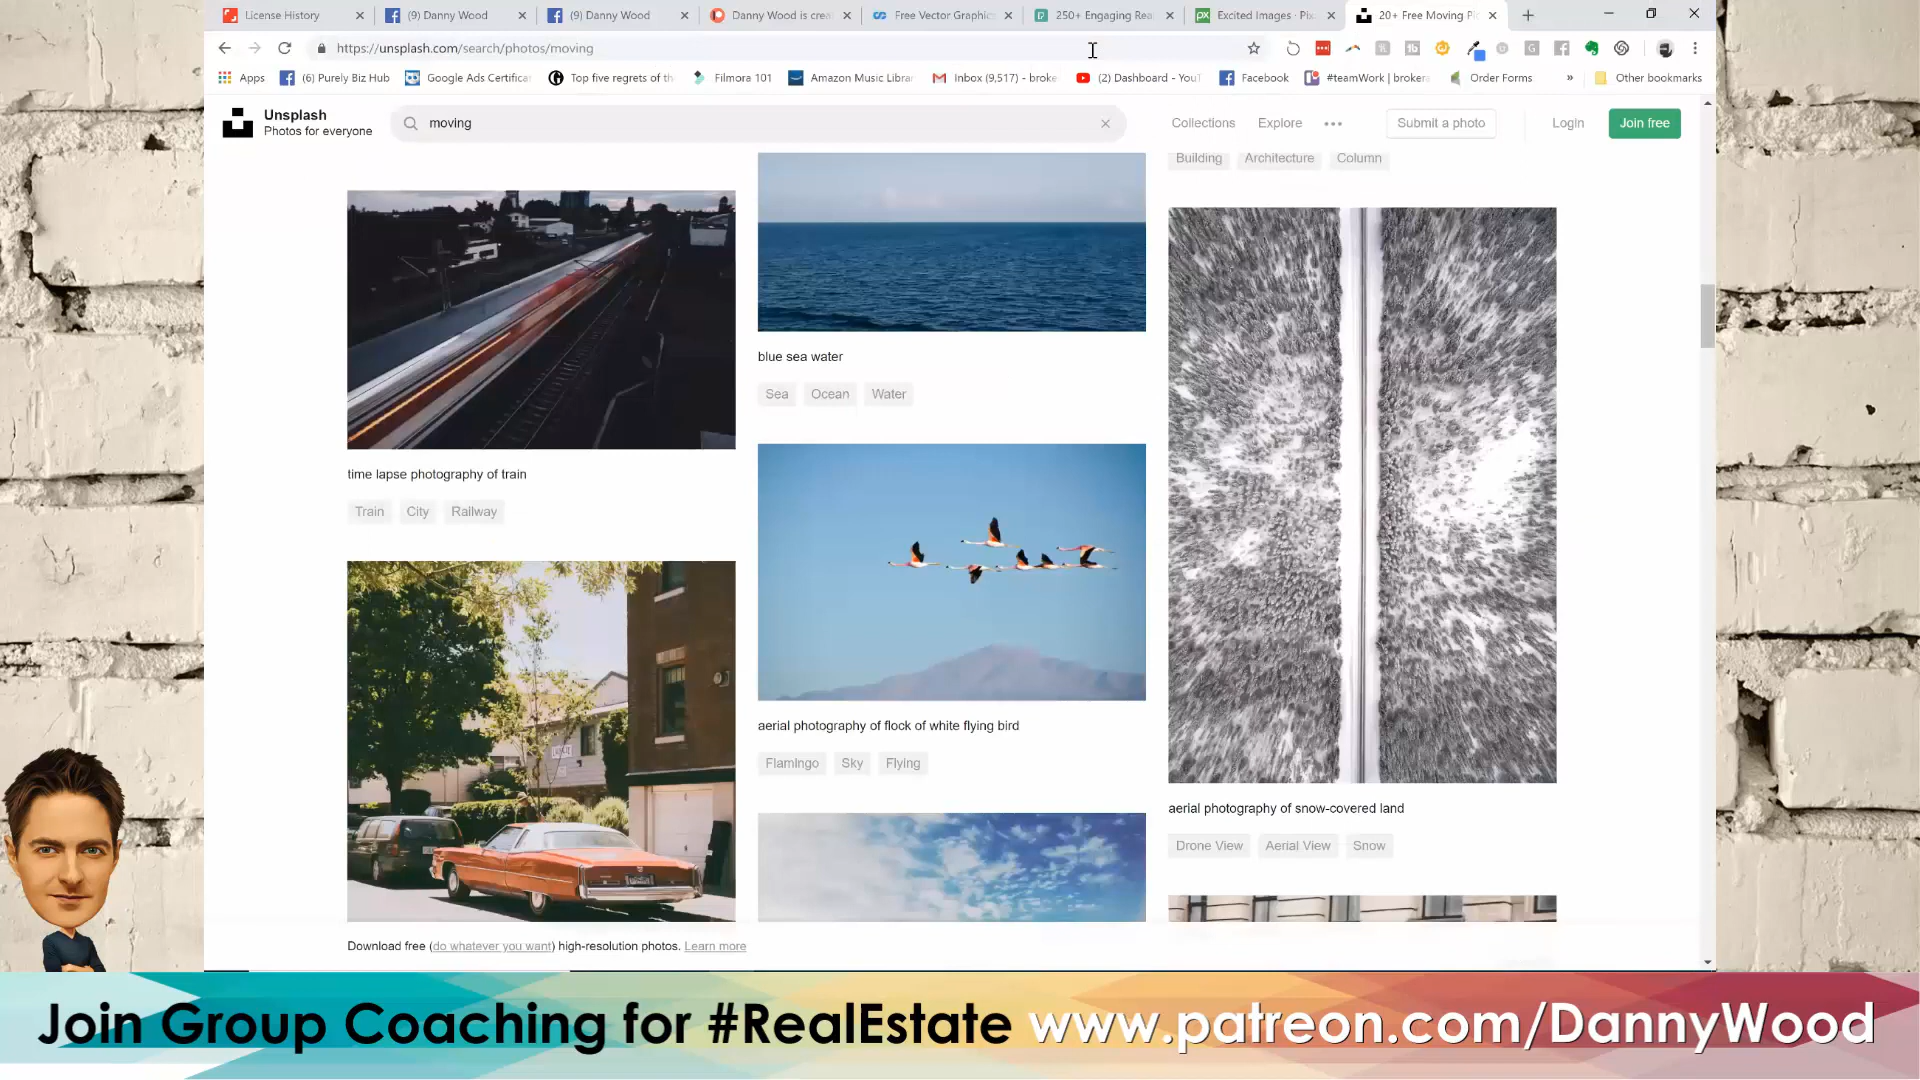 License History
(9) Danny Wood
(9) Danny Wood
Danny Wood is crea
Free Vector Graphics
250+ Engaging Rea
Excited Images · Pix
20+ Free Moving Pi
https://unsplash.com/search/photos/moving
Apps
(6) Purely Biz Hub
Google Ads Certifica
Top five regrets of th
Filmora 101
Amazon Music Librar
Inbox (9,517) - broke
(2) Dashboard - YouT
Facebook
#teamWork | brokera
Order Forms
»
Other bookmarks
Unsplash
Photos for everyone
moving
Collections
Explore
Submit a photo
Login
Join free
Building Architecture Column
blue sea water
Sea Ocean Water
time lapse photography of train
Train City Railway
aerial photography of flock of white flying bird
Flamingo Sky Flying
aerial photography of snow-covered land
Drone View Aerial View Snow
Download free (do whatever you want) high-resolution photos. Learn more
Join Group Coaching for #RealEstate www.patreon.com/DannyWood